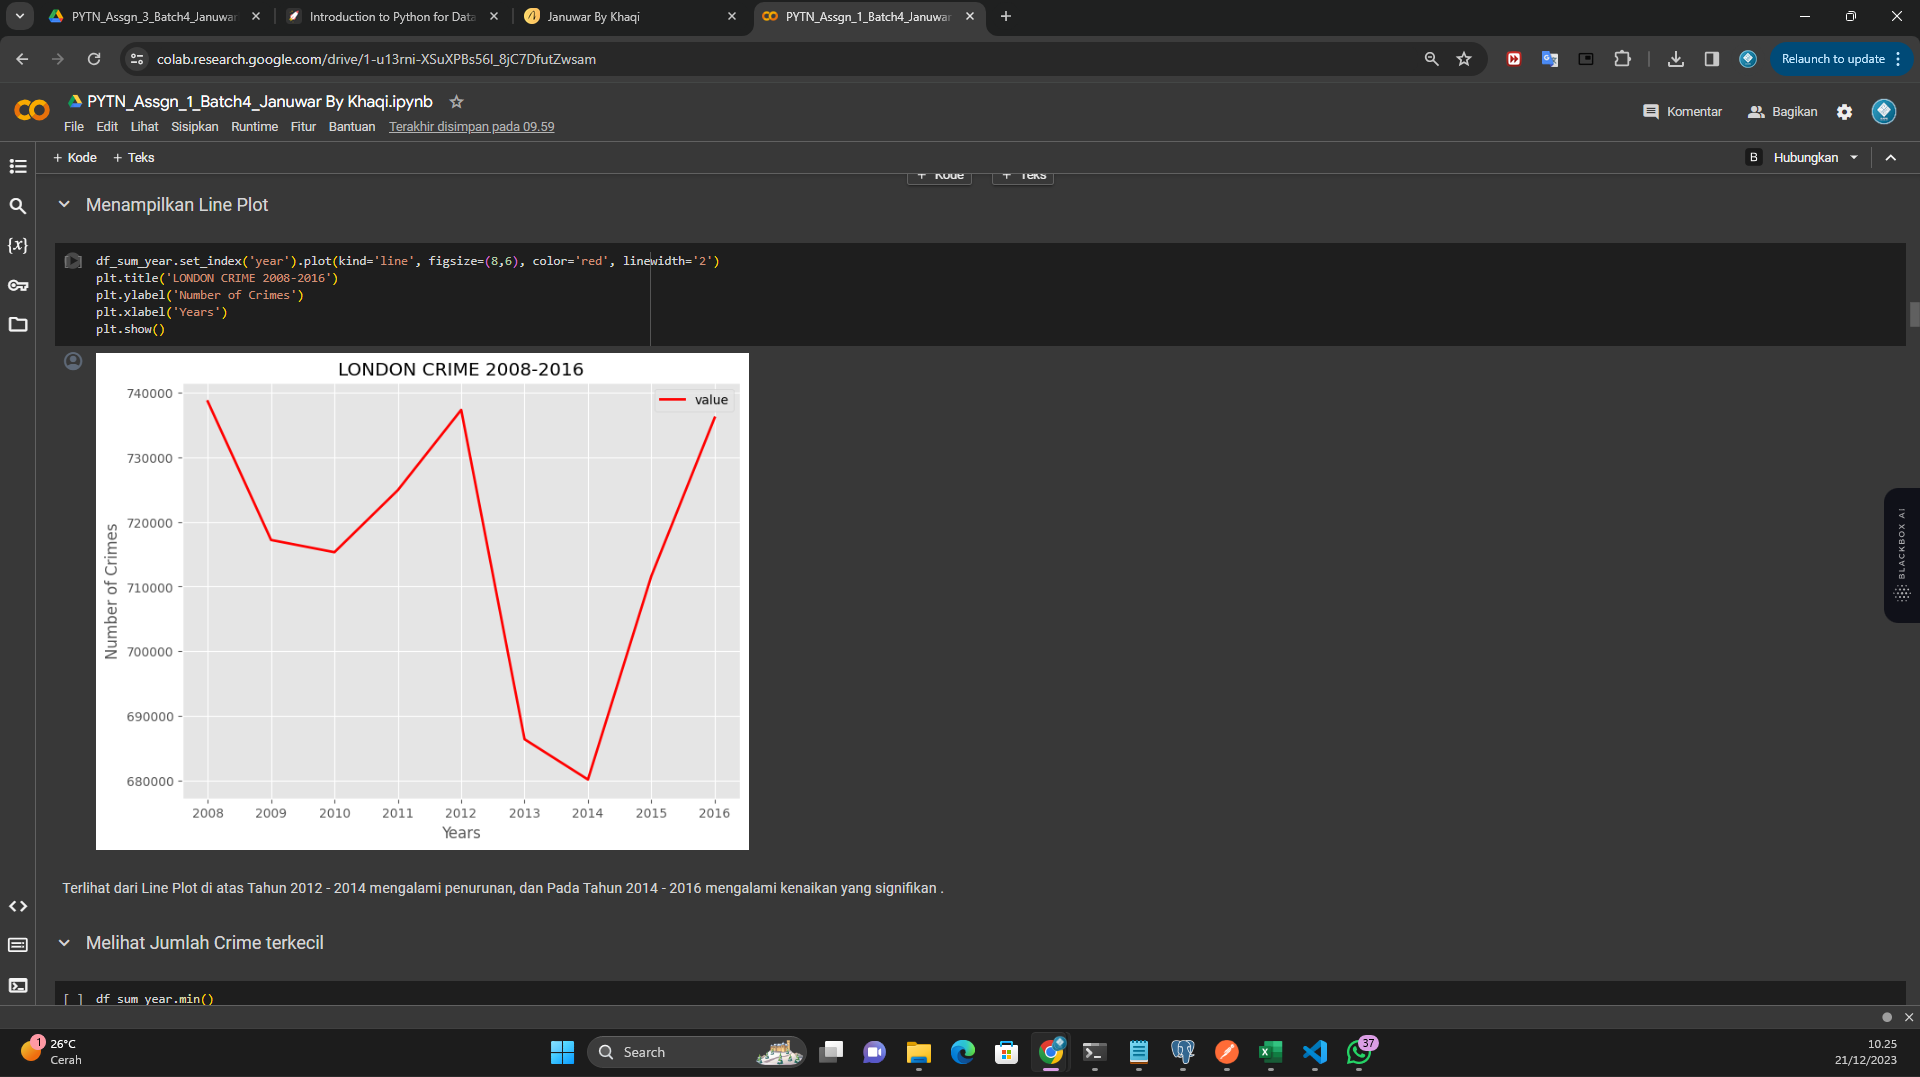 PYTN_Assgn_3_Batch4_Januwar
Introduction to Python for Data
Januwar By Khaqi
PYTN_Assgn_1_Batch4_Januwar
colab.research.google.com/drive/1-u13rni-XSuXPBs56l_8jC7DfutZwsam
Relaunch to update
PYTN_Assgn_1_Batch4_Januwar By Khaqi.ipynb
Komentar
Bagikan
File Edit Lihat Sisipkan Runtime Fitur Bantuan Terakhir disimpan pada 09.59
+ Kode + Teks
B Hubungkan
+ Kode + Teks
Menampilkan Line Plot
df_sum_year.set_index('year').plot(kind='line', figsize=(8,6), color='red', linewidth='2')
plt.title('LONDON CRIME 2008-2016')
plt.ylabel('Number of Crimes')
plt.xlabel('Years')
plt.show()
LONDON CRIME 2008-2016
value
740000
730000
720000
710000
700000
690000
680000
Number of Crimes
2008 2009 2010 2011 2012 2013 2014 2015 2016
Years
BLACKBOX AI
Terlihat dari Line Plot di atas Tahun 2012 - 2014 mengalami penurunan, dan Pada Tahun 2014 - 2016 mengalami kenaikan yang signifikan .
Melihat Jumlah Crime terkecil
[ ] df_sum_year.min()
1
26°C
Cerah
Search
37
10.25
21/12/2023